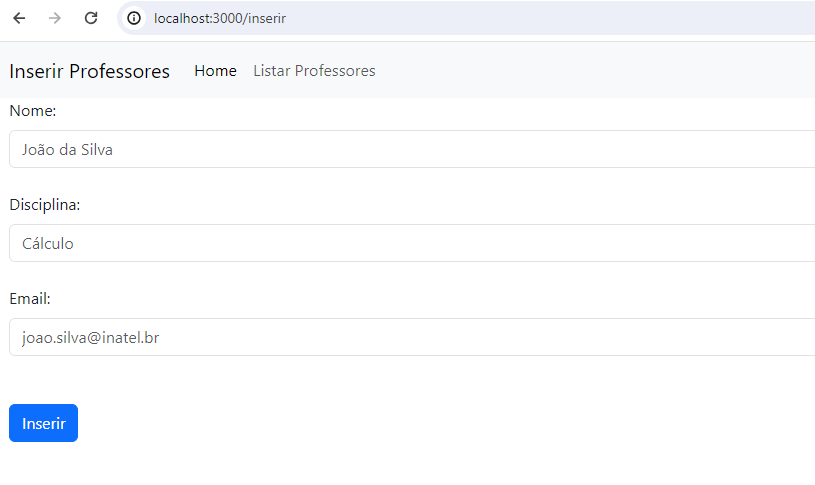 localhost:3000/inserir
Inserir Professores Home Listar Professores
Nome:
João da Silva
Disciplina:
Cálculo
Email:
joao.silva@inatel.br
Inserir